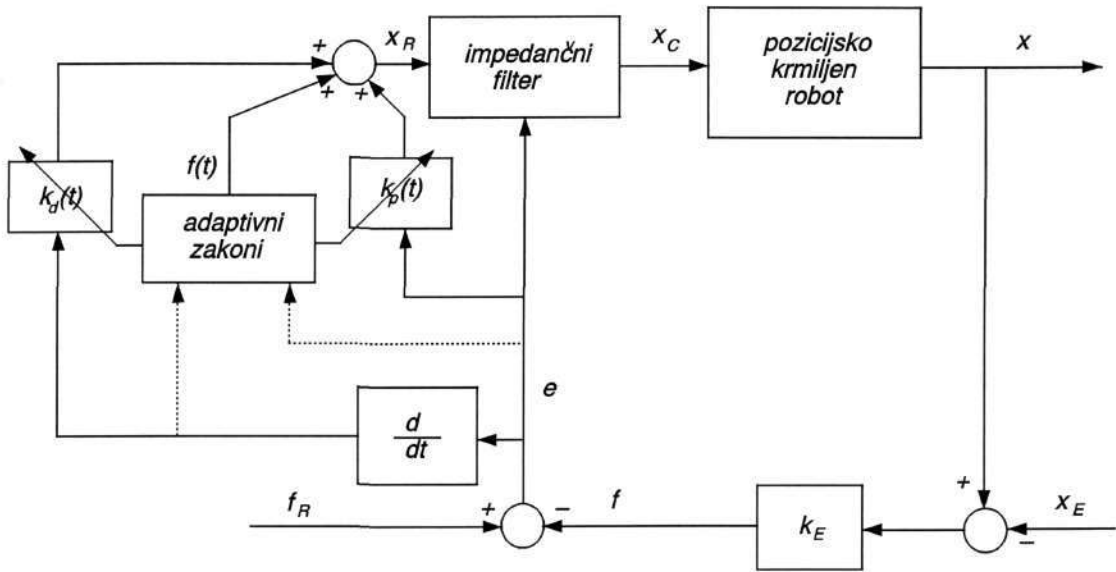 +
x_R
impedančni
filter
x_C
pozicijsko
krmiljen
robot
x
+
+
f(t)
k_d(t)
k_p(t)
adaptivni
zakoni
e
d
dt
f_R
+
−
f
k_E
+
x_E
−